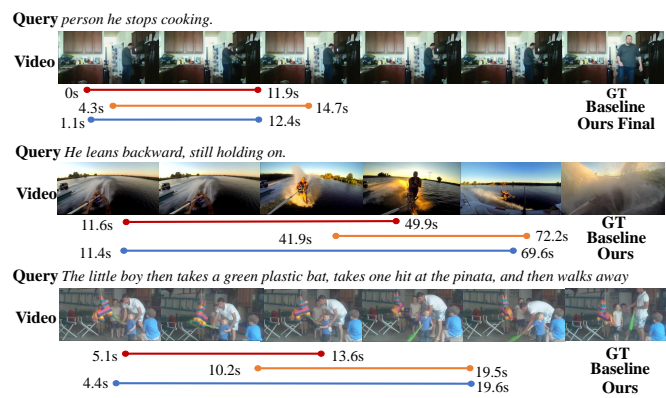 Query person he stops cooking.
Video
0s 11.9s GT
4.3s 14.7s Baseline
1.1s 12.4s Ours Final
Query He leans backward, still holding on.
Video
11.6s 49.9s GT
41.9s 72.2s Baseline
11.4s 69.6s Ours
Query The little boy then takes a green plastic bat, takes one hit at the pinata, and then walks away
Video
5.1s 13.6s GT
10.2s 19.5s Baseline
4.4s 19.6s Ours